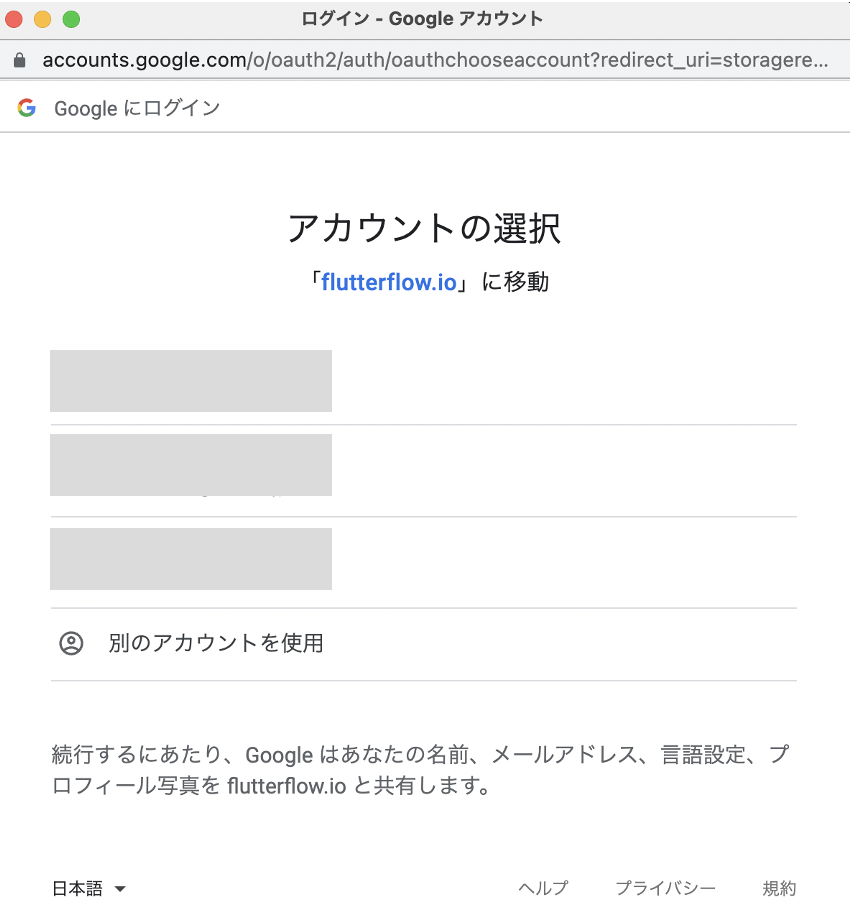 ログイン - Google アカウント
accounts.google.com/o/oauth2/auth/oauthchooseaccount?redirect_uri=storagere...
Google にログイン
アカウントの選択
「flutterflow.io」に移動
別のアカウントを使用
続行するにあたり、Google はあなたの名前、メールアドレス、言語設定、プ
ロフィール写真を flutterflow.io と共有します。
日本語 ヘルプ プライバシー 規約